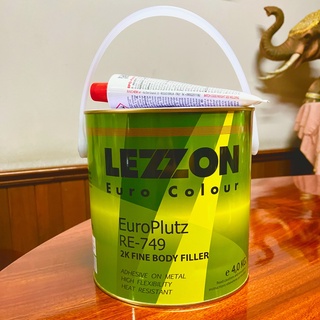 LEZZON
Euro Colour
EuroPlutz
RE-749
2K FINE BODY FILLER
ADHESIVE ON METAL
HIGH FLEXIBILITY
HEAT RESISTANT
e 4,0 KG